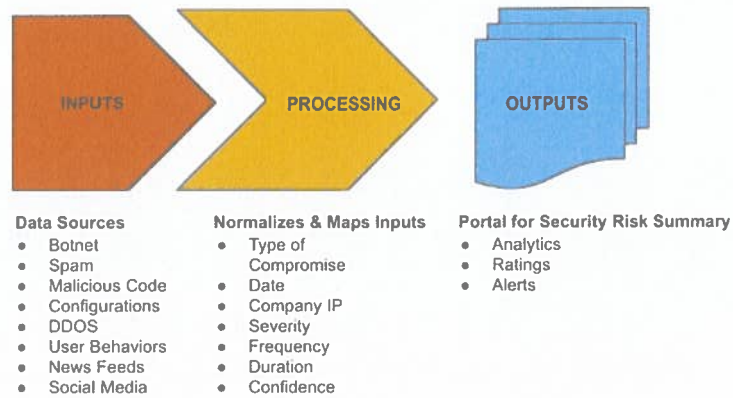 INPUTS
PROCESSING
OUTPUTS
Data Sources
• Botnet
• Spam
• Malicious Code
• Configurations
• DDOS
• User Behaviors
• News Feeds
• Social Media
Normalizes & Maps Inputs
• Type of
Compromise
• Date
• Company IP
• Severity
• Frequency
• Duration
• Confidence
Portal for Security Risk Summary
• Analytics
• Ratings
• Alerts